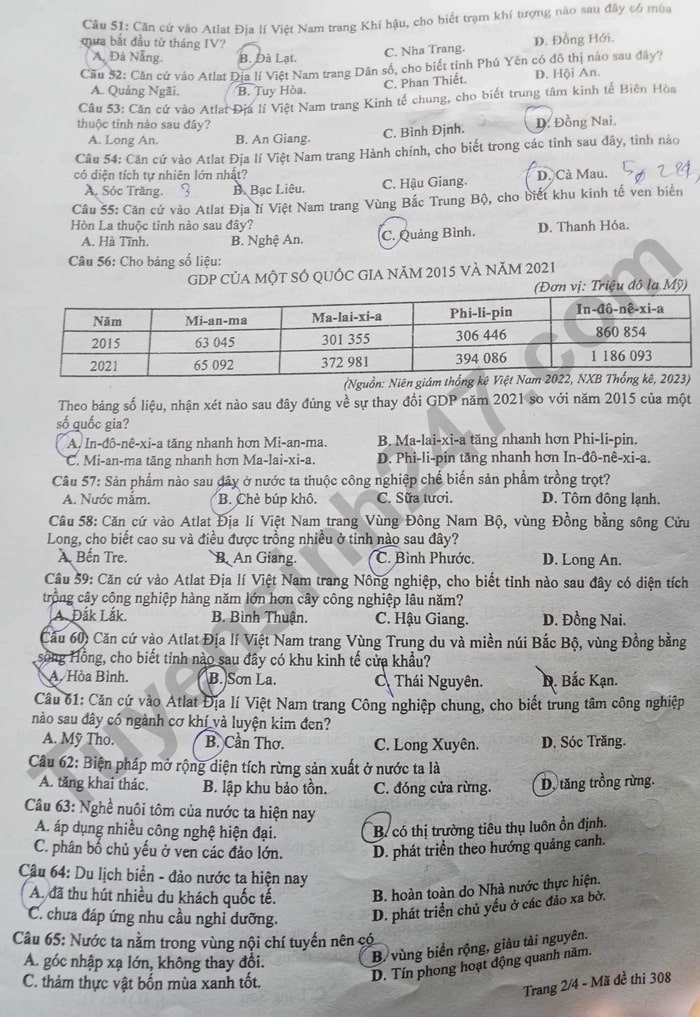 Câu 51: Căn cứ vào Atlat Địa lí Việt Nam trang Khí hậu, cho biết trạm khí tượng nào sau đây có mùa
mưa bắt đầu từ tháng IV?
A. Đà Nẵng. B. Đà Lạt. C. Nha Trang. D. Đồng Hới.
Câu 52: Căn cứ vào Atlat Địa lí Việt Nam trang Dân số, cho biết tỉnh Phú Yên có đô thị nào sau đây?
A. Quảng Ngãi. B. Tuy Hòa. C. Phan Thiết. D. Hội An.
Câu 53: Căn cứ vào Atlat Địa lí Việt Nam trang Kinh tế chung, cho biết trung tâm kinh tế Biên Hòa
thuộc tỉnh nào sau đây?
A. Long An. B. An Giang. C. Bình Định. D. Đồng Nai.
Câu 54: Căn cứ vào Atlat Địa lí Việt Nam trang Hành chính, cho biết trong các tỉnh sau đây, tỉnh nào
có diện tích tự nhiên lớn nhất?
A. Sóc Trăng. 3 B. Bạc Liêu. C. Hậu Giang. D. Cà Mau.
Câu 55: Căn cứ vào Atlat Địa lí Việt Nam trang Vùng Bắc Trung Bộ, cho biết khu kinh tế ven biển
Hòn La thuộc tỉnh nào sau đây?
A. Hà Tĩnh. B. Nghệ An. C. Quảng Bình. D. Thanh Hóa.
Câu 56: Cho bảng số liệu:
GDP CỦA MỘT SỐ QUỐC GIA NĂM 2015 VÀ NĂM 2021
(Đơn vị: Triệu đô la Mỹ)
Năm Mi-an-ma Ma-lai-xi-a Phi-li-pin In-đô-nê-xi-a
2015 63 045 301 355 306 446 860 854
2021 65 092 372 981 394 086 1 186 093
(Nguồn: Niên giám thống kê Việt Nam 2022, NXB Thống kê, 2023)
Theo bảng số liệu, nhận xét nào sau đây đúng về sự thay đổi GDP năm 2021 so với năm 2015 của một
số quốc gia?
A. In-đô-nê-xi-a tăng nhanh hơn Mi-an-ma. B. Ma-lai-xi-a tăng nhanh hơn Phi-li-pin.
C. Mi-an-ma tăng nhanh hơn Ma-lai-xi-a. D. Phi-li-pin tăng nhanh hơn In-đô-nê-xi-a.
Câu 57: Sản phẩm nào sau đây ở nước ta thuộc công nghiệp chế biến sản phẩm trồng trọt?
A. Nước mắm. B. Chè búp khô. C. Sữa tươi. D. Tôm đông lạnh.
Câu 58: Căn cứ vào Atlat Địa lí Việt Nam trang Vùng Đông Nam Bộ, vùng Đồng bằng sông Cửu
Long, cho biết cao su và điều được trồng nhiều ở tỉnh nào sau đây?
A. Bến Tre. B. An Giang. C. Bình Phước. D. Long An.
Câu 59: Căn cứ vào Atlat Địa lí Việt Nam trang Nông nghiệp, cho biết tỉnh nào sau đây có diện tích
trồng cây công nghiệp hàng năm lớn hơn cây công nghiệp lâu năm?
A. Đắk Lắk. B. Bình Thuận. C. Hậu Giang. D. Đồng Nai.
Câu 60: Căn cứ vào Atlat Địa lí Việt Nam trang Vùng Trung du và miền núi Bắc Bộ, vùng Đồng bằng
sông Hồng, cho biết tỉnh nào sau đây có khu kinh tế cửa khẩu?
A. Hòa Bình. B. Sơn La. C. Thái Nguyên. D. Bắc Kạn.
Câu 61: Căn cứ vào Atlat Địa lí Việt Nam trang Công nghiệp chung, cho biết trung tâm công nghiệp
nào sau đây có ngành cơ khí và luyện kim đen?
A. Mỹ Tho. B. Cần Thơ. C. Long Xuyên. D. Sóc Trăng.
Câu 62: Biện pháp mở rộng diện tích rừng sản xuất ở nước ta là
A. tăng khai thác. B. lập khu bảo tồn. C. đóng cửa rừng. D. tăng trồng rừng.
Câu 63: Nghề nuôi tôm của nước ta hiện nay
A. áp dụng nhiều công nghệ hiện đại. B. có thị trường tiêu thụ luôn ổn định.
C. phân bố chủ yếu ở ven các đảo lớn. D. phát triển theo hướng quảng canh.
Câu 64: Du lịch biển - đảo nước ta hiện nay
A. đã thu hút nhiều du khách quốc tế. B. hoàn toàn do Nhà nước thực hiện.
C. chưa đáp ứng nhu cầu nghỉ dưỡng. D. phát triển chủ yếu ở các đảo xa bờ.
Câu 65: Nước ta nằm trong vùng nội chí tuyến nên có
A. góc nhập xạ lớn, không thay đổi. B. vùng biển rộng, giàu tài nguyên.
C. thảm thực vật bốn mùa xanh tốt. D. Tín phong hoạt động quanh năm.
Trang 2/4 - Mã đề thi 308
Tuyensinh247.com